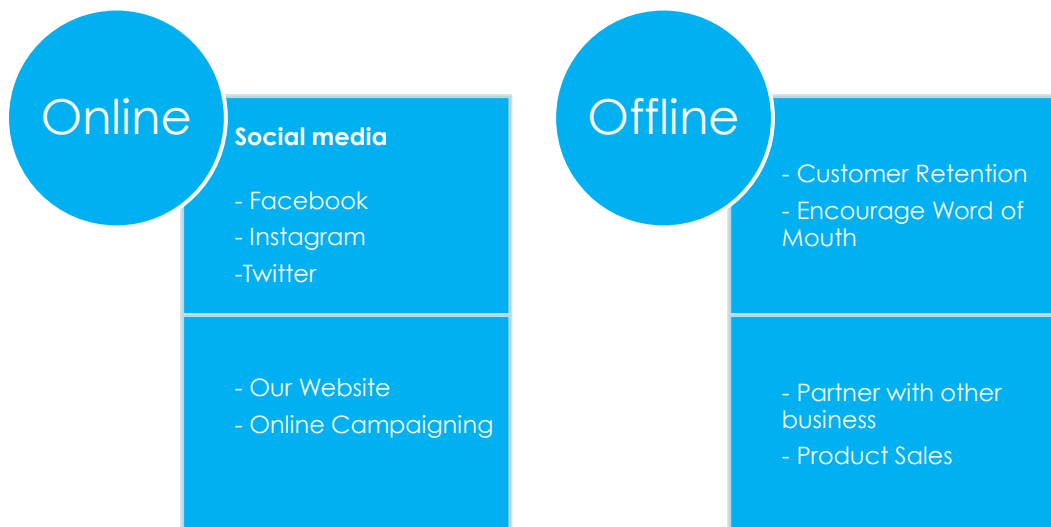 Online
Social media
- Facebook
- Instagram
-Twitter
- Our Website
- Online Campaigning
Offline
- Customer Retention
- Encourage Word of
Mouth
- Partner with other
business
- Product Sales